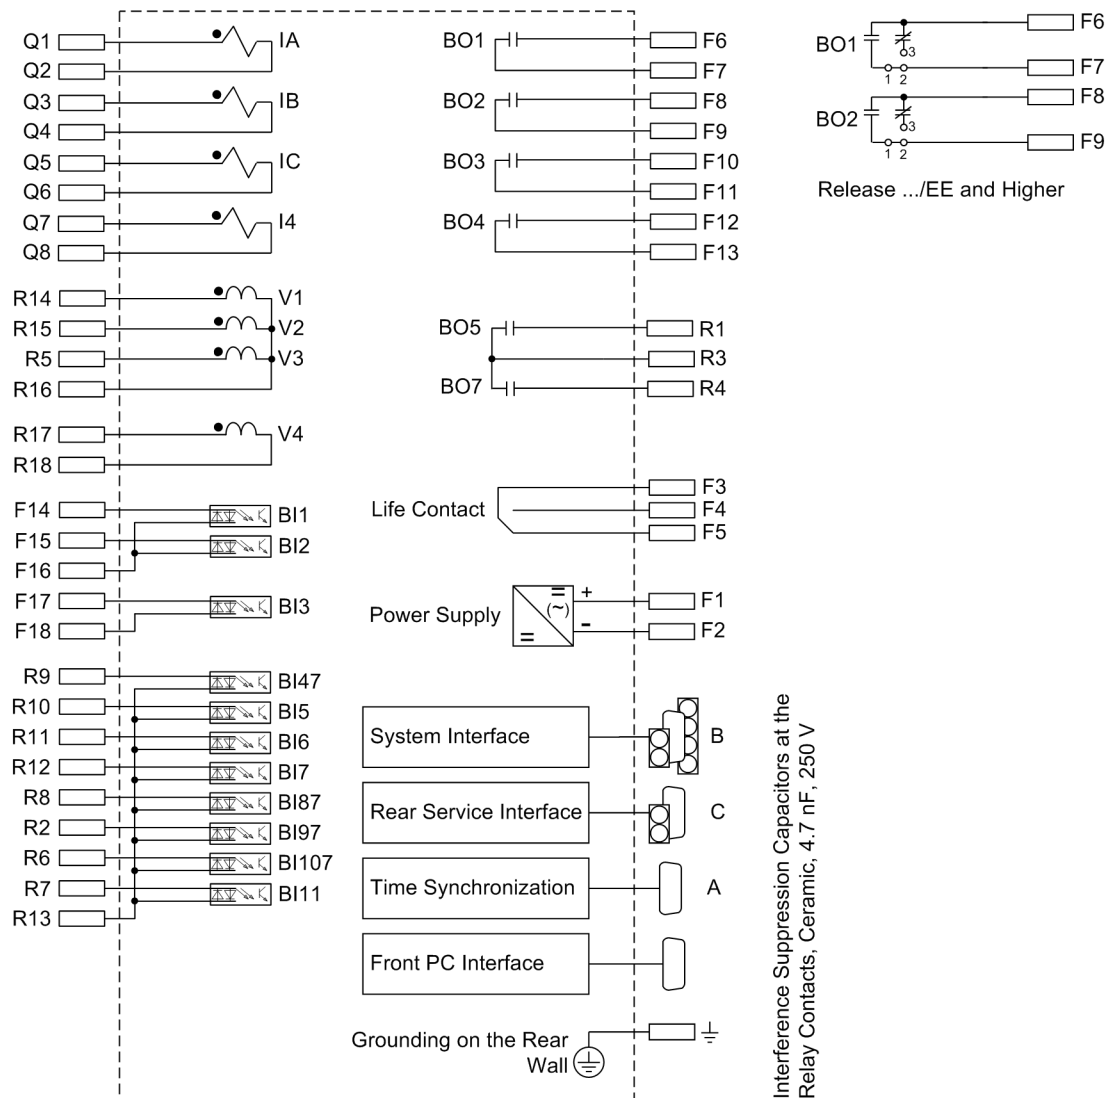 Q1
IA
Q2
Q3
IB
Q4
Q5
IC
Q6
Q7
I4
Q8
R14
V1
R15
V2
R5
V3
R16
R17
V4
R18
F14
BI1
F15
BI2
F16
F17
BI3
F18
R9
BI47
R10
BI5
R11
BI6
R12
BI7
R8
BI87
R2
BI97
R6
BI107
R7
BI11
R13
BO1
F6
F7
BO2
F8
F9
BO3
F10
F11
BO4
F12
F13
BO5
R1
R3
BO7
R4
Life Contact
F3
F4
F5
Power Supply
=
(~)
=
+
-
F1
F2
System Interface
B
Rear Service Interface
C
Time Synchronization
A
Front PC Interface
Grounding on the Rear
Wall
BO1
3
1 2
F6
F7
BO2
3
1 2
F8
F9
Release .../EE and Higher
Interference Suppression Capacitors at the
Relay Contacts, Ceramic, 4.7 nF, 250 V